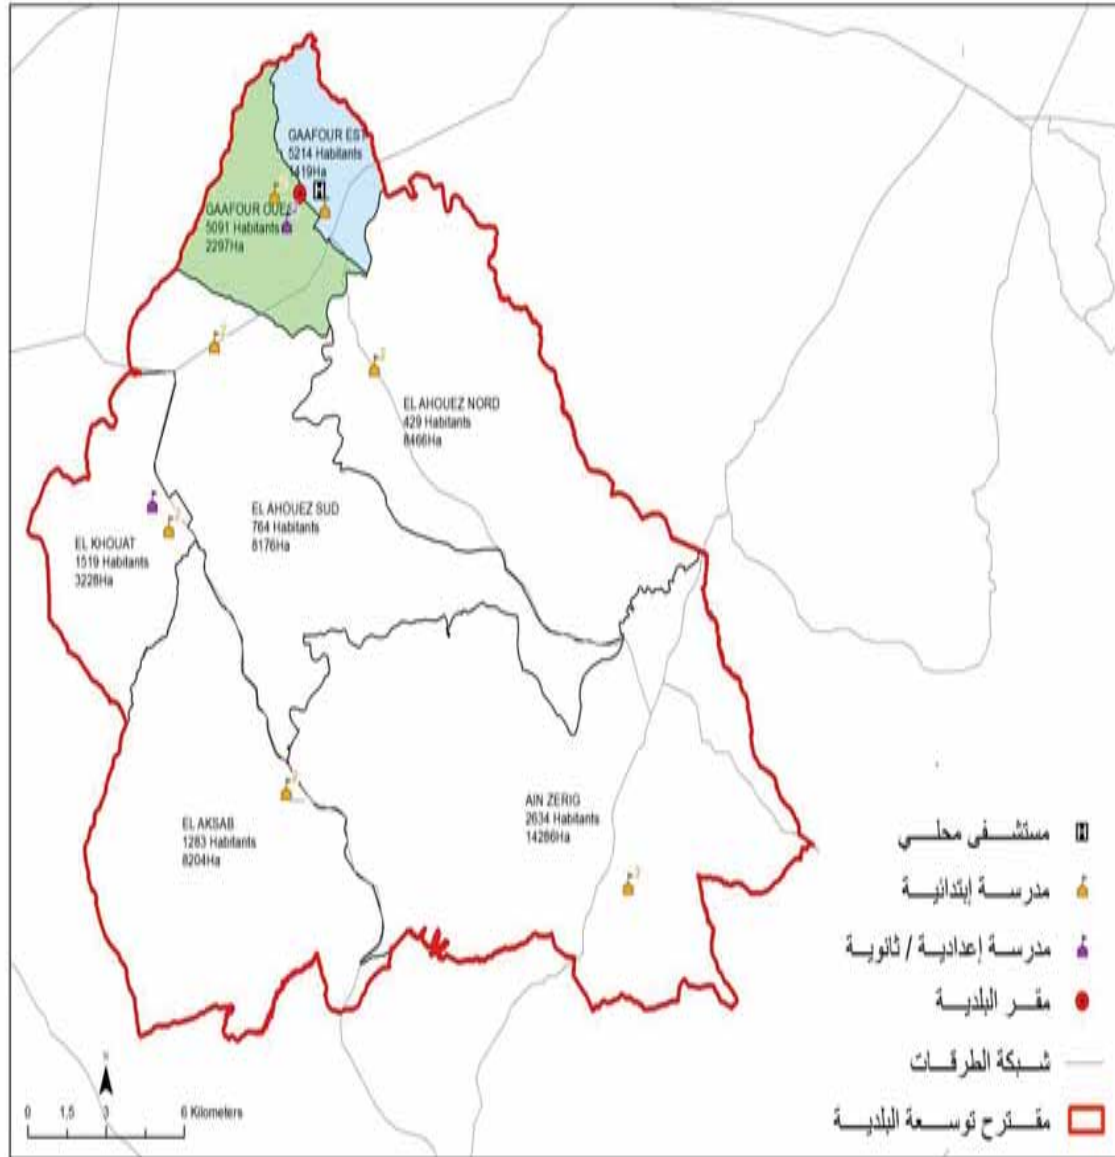 GAAFOUR EST
5214 Habitants
1419Ha
GAAFOUR OUEST
5091 Habitants
2297Ha
EL AHOUEZ NORD
429 Habitants
8466Ha
EL AHOUEZ SUD
764 Habitants
8176Ha
EL KHOUAT
1519 Habitants
3228Ha
EL AKSAB
1283 Habitants
8204Ha
AIN ZERIG
2634 Habitants
14286Ha
مستشفى محلي
مدرسة إبتدائية
مدرسة إعدادية / ثانوية
مقر البلدية
شبكة الطرقات
مقترح توسعة البلدية
N
0 1,5 3 6 Kilometers